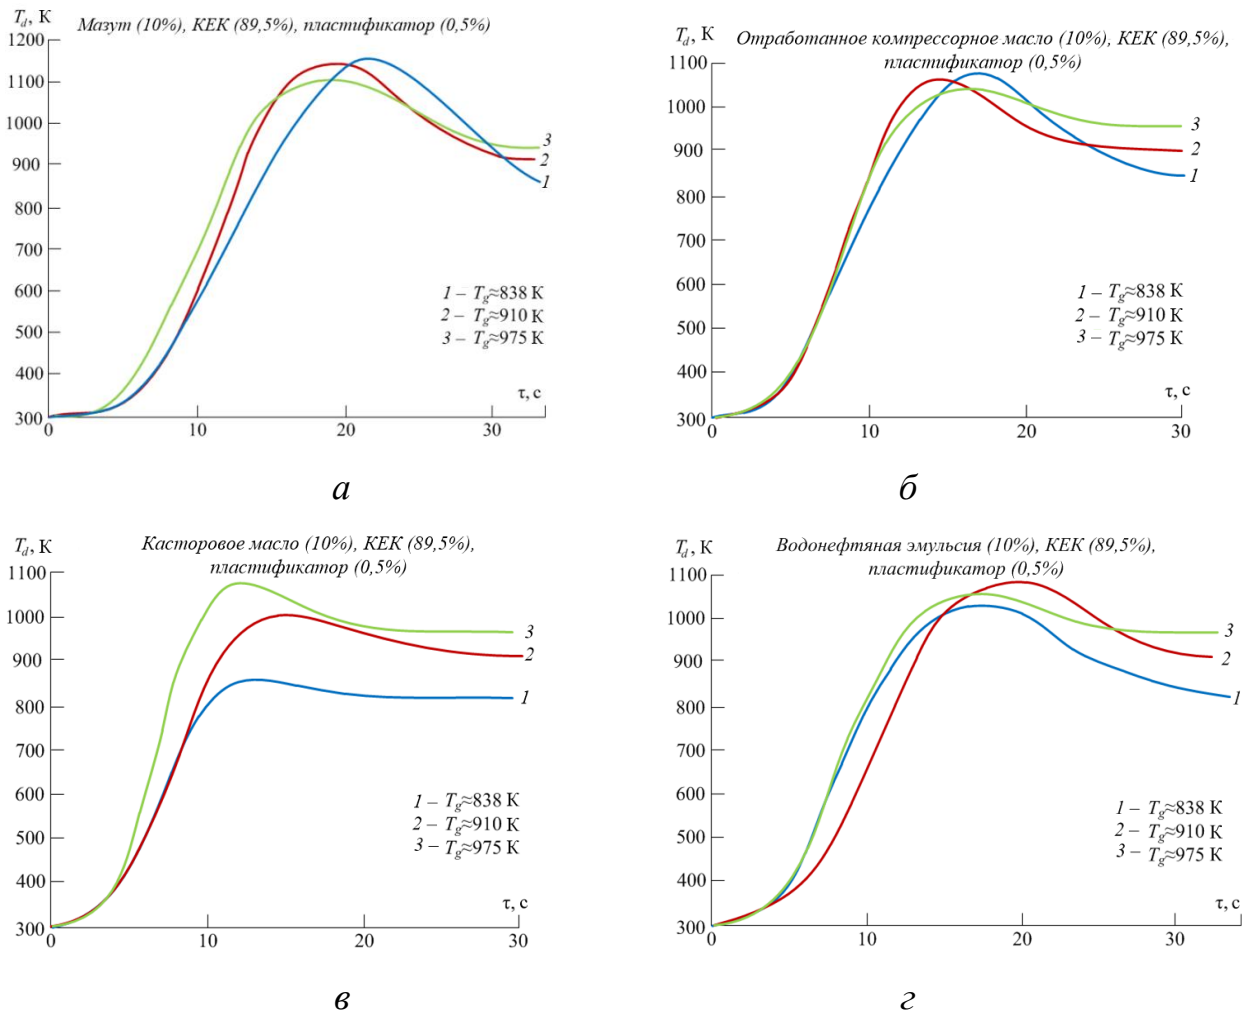 T_d, К
Мазут (10%), КЕК (89,5%), пластификатор (0,5%)
1200
1100
1000
900
800
700
600
500
400
300
0
10
20
30
τ, с
3
2
1
1 – T_g≈838 К
2 – T_g≈910 К
3 – T_g≈975 К
а
T_d, К
Отработанное компрессорное масло (10%), КЕК (89,5%),
пластификатор (0,5%)
1100
1000
900
800
700
600
500
400
300
0
10
20
30
τ, с
3
2
1
1 – T_g≈838 К
2 – T_g≈910 К
3 – T_g≈975 К
б
T_d, К
Касторовое масло (10%), КЕК (89,5%),
пластификатор (0,5%)
1100
1000
900
800
700
600
500
400
300
0
10
20
30
τ, с
3
2
1
1 – T_g≈838 К
2 – T_g≈910 К
3 – T_g≈975 К
в
T_d, К
Водонефтяная эмульсия (10%), КЕК (89,5%),
пластификатор (0,5%)
1100
1000
900
800
700
600
500
400
300
0
10
20
30
τ, с
3
2
1
1 – T_g≈838 К
2 – T_g≈910 К
3 – T_g≈975 К
г